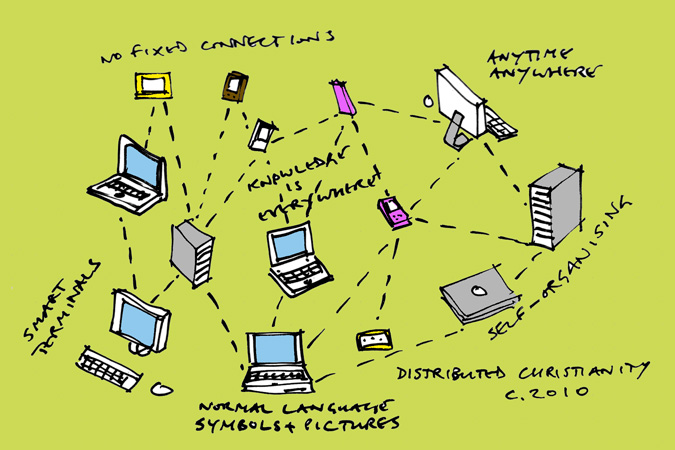 NO FIXED CONNECTIONS
ANYTIME
ANYWHERE
KNOWLEDGE
IS
EVERYWHERE
SMART
TERMINALS
SELF-ORGANISING
DISTRIBUTED CHRISTIANITY
C. 2010
NORMAL LANGUAGE
SYMBOLS + PICTURES